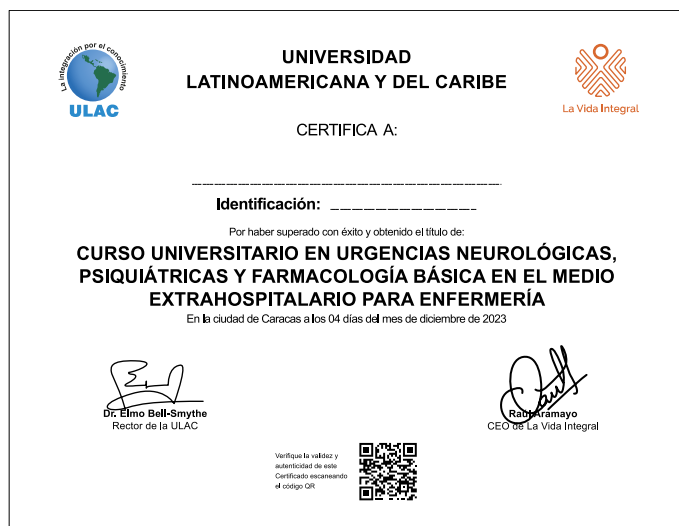 La integración por el conocimiento
ULAC
UNIVERSIDAD
LATINOAMERICANA Y DEL CARIBE
La Vida Integral
CERTIFICA A:
Identificación:
Por haber superado con éxito y obtenido el título de:
CURSO UNIVERSITARIO EN URGENCIAS NEUROLÓGICAS,
PSIQUIÁTRICAS Y FARMACOLOGÍA BÁSICA EN EL MEDIO
EXTRAHOSPITALARIO PARA ENFERMERÍA
En la ciudad de Caracas a los 04 días del mes de diciembre de 2023
Dr. Elmo Bell-Smythe
Rector de la ULAC
Raúl Aramayo
CEO de La Vida Integral
Verifique la validez y
autenticidad de este
Certificado escaneando
el código QR